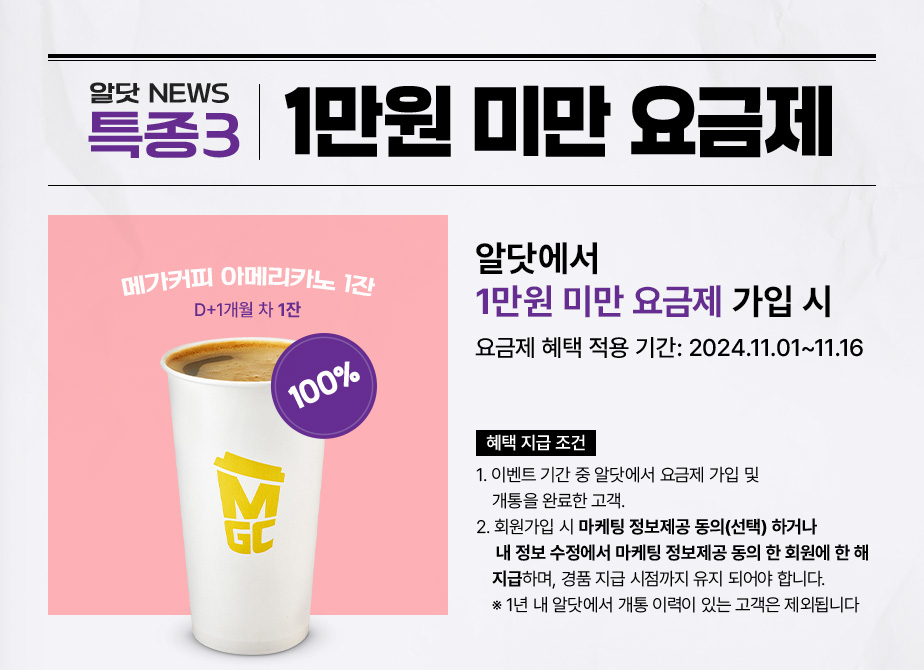 알닷 NEWS
특종3
1만원 미만 요금제
메가커피 아메리카노 1잔
D+1개월 차 1잔
100%
M
GC
알닷에서
1만원 미만 요금제 가입 시
요금제 혜택 적용 기간: 2024.11.01~11.16
혜택 지급 조건
1. 이벤트 기간 중 알닷에서 요금제 가입 및
개통을 완료한 고객.
2. 회원가입 시 마케팅 정보제공 동의(선택) 하거나
내 정보 수정에서 마케팅 정보제공 동의 한 회원에 한 해
지급하며, 경품 지급 시점까지 유지 되어야 합니다.
※ 1년 내 알닷에서 개통 이력이 있는 고객은 제외됩니다